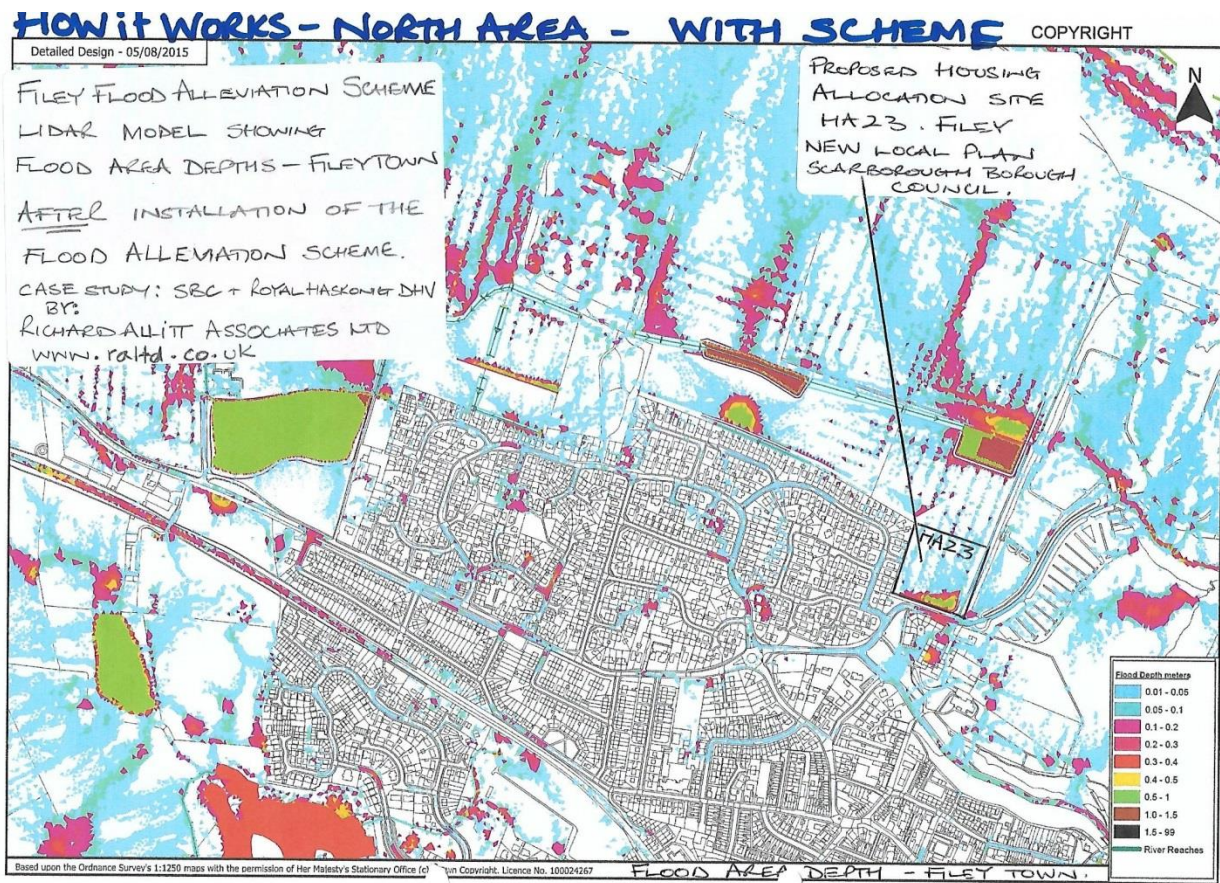 HOW iT WORKS - NORTH AREA - WITH SCHEME
COPYRIGHT
Detailed Design - 05/08/2015
FILEY FLOOD ALLEVIATION SCHEME
LIDAR MODEL SHOWING
FLOOD AREA DEPTHS - FILEYTOWN
AFTER INSTALLATION OF THE
FLOOD ALLEVIATION SCHEME.
CASE STUDY: SBC + ROYALHASKONIG DHV
BY:
RICHARD ALLITT ASSOCIATES LTD
WWW.raltd.co.uk
PROPOSED HOUSING
ALLOCATION SITE
HA23. FILEY
NEW LOCAL PLAN
SCARBOROUGH BOROUGH
COUNCIL.
N
HA23
Flood Depth meters
0.01 - 0.05
0.05 - 0.1
0.1 - 0.2
0.2 - 0.3
0.3 - 0.4
0.4 - 0.5
0.5 - 1
1.0 - 1.5
1.5 - 99
River Reaches
Based upon the Ordnance Survey's 1:1250 maps with the permission of Her Majesty's Stationary Office (c) Copyright. Licence No. 100024267
FLOOD AREA DEPTH - FILEY TOWN.